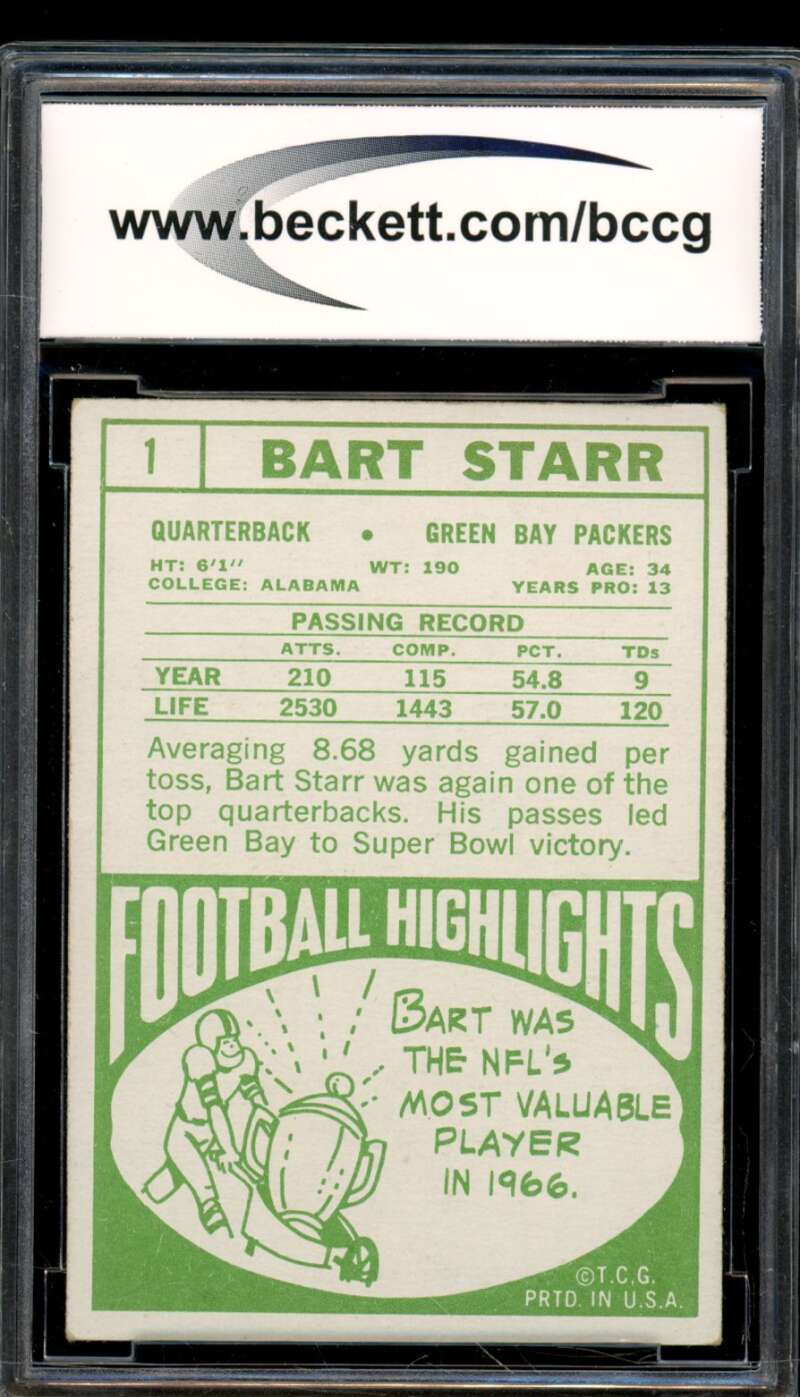 www.beckett.com/bccg
1 BART STARR
QUARTERBACK • GREEN BAY PACKERS
HT: 6'1" WT: 190 AGE: 34
COLLEGE: ALABAMA YEARS PRO: 13
PASSING RECORD
ATTS. COMP. PCT. TDs
YEAR 210 115 54.8 9
LIFE 2530 1443 57.0 120
Averaging 8.68 yards gained per
toss, Bart Starr was again one of the
top quarterbacks. His passes led
Green Bay to Super Bowl victory.
FOOTBALL HIGHLIGHTS
BART WAS
THE NFL'S
MOST VALUABLE
PLAYER
IN 1966.
©T.C.G.
PRTD. IN U.S.A.